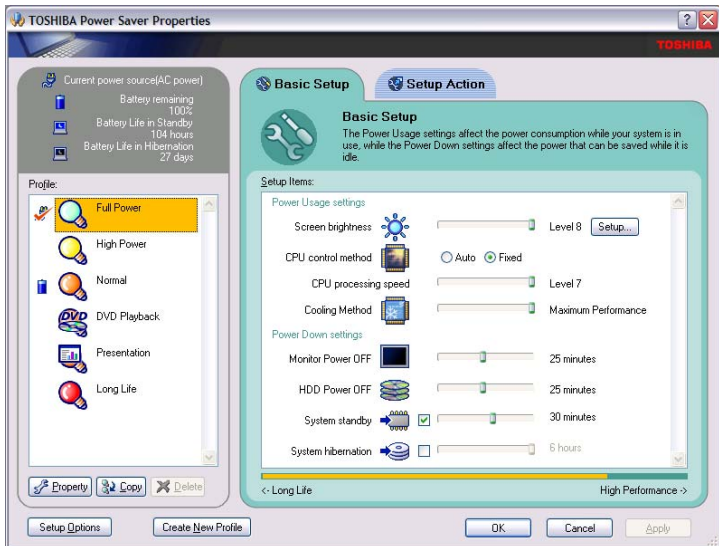 TOSHIBA Power Saver Properties
TOSHIBA
Current power source(AC power)
Battery remaining
100%
Battery Life in Standby
104 hours
Battery Life in Hibernation
27 days
Profile:
Full Power
High Power
Normal
DVD
DVD Playback
Presentation
Long Life
Property
Copy
Delete
Basic Setup
Setup Action
Basic Setup
The Power Usage settings affect the power consumption while your system is in
use, while the Power Down settings affect the power that can be saved while it is
idle.
Setup Items:
Power Usage settings
Screen brightness
Level 8
Setup...
CPU control method
Auto
Fixed
CPU processing speed
Level 7
Cooling Method
Maximum Performance
Power Down settings
Monitor Power OFF
25 minutes
HDD Power OFF
25 minutes
System standby
30 minutes
System hibernation
6 hours
<- Long Life
High Performance ->
Setup Options
Create New Profile
OK
Cancel
Apply